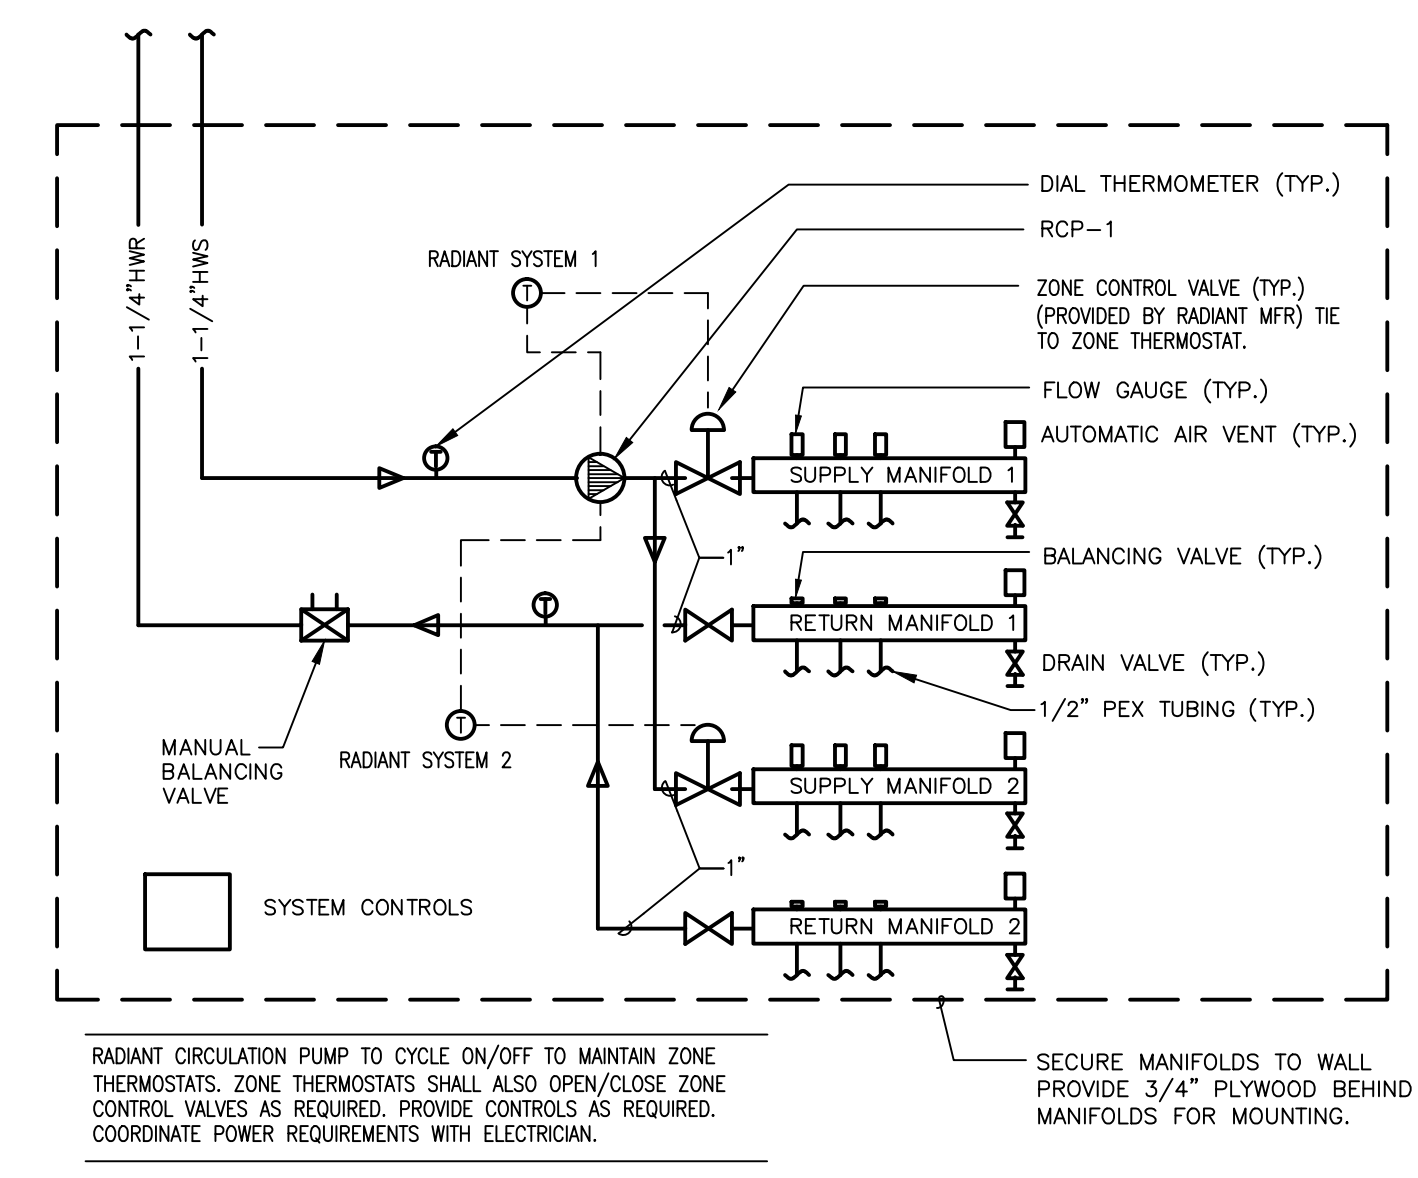 DIAL THERMOMETER (TYP.)
RCP-1
RADIANT SYSTEM 1
T
1-1/4"HWR
1-1/4"HWS
ZONE CONTROL VALVE (TYP.)
(PROVIDED BY RADIANT MFR) TIE
TO ZONE THERMOSTAT.
FLOW GAUGE (TYP.)
AUTOMATIC AIR VENT (TYP.)
T
SUPPLY MANIFOLD 1
1"
BALANCING VALVE (TYP.)
T
RETURN MANIFOLD 1
DRAIN VALVE (TYP.)
1/2" PEX TUBING (TYP.)
T
RADIANT SYSTEM 2
MANUAL
BALANCING
VALVE
SUPPLY MANIFOLD 2
1"
SYSTEM CONTROLS
RETURN MANIFOLD 2
RADIANT CIRCULATION PUMP TO CYCLE ON/OFF TO MAINTAIN ZONE
THERMOSTATS. ZONE THERMOSTATS SHALL ALSO OPEN/CLOSE ZONE
CONTROL VALVES AS REQUIRED. PROVIDE CONTROLS AS REQUIRED.
COORDINATE POWER REQUIREMENTS WITH ELECTRICIAN.
SECURE MANIFOLDS TO WALL
PROVIDE 3/4" PLYWOOD BEHIND
MANIFOLDS FOR MOUNTING.